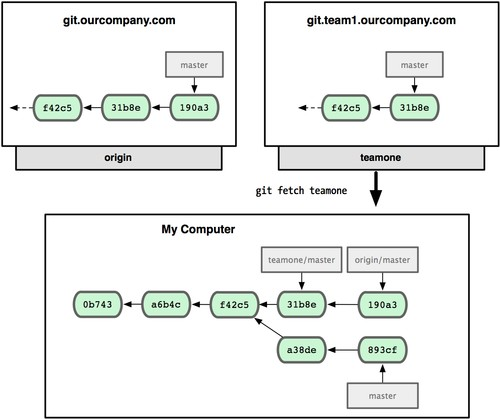 git.ourcompany.com
master
f42c5 31b8e 190a3
origin
git.team1.ourcompany.com
master
f42c5 31b8e
teamone
git fetch teamone
My Computer
teamone/master origin/master
0b743 a6b4c f42c5 31b8e 190a3
a38de 893cf
master